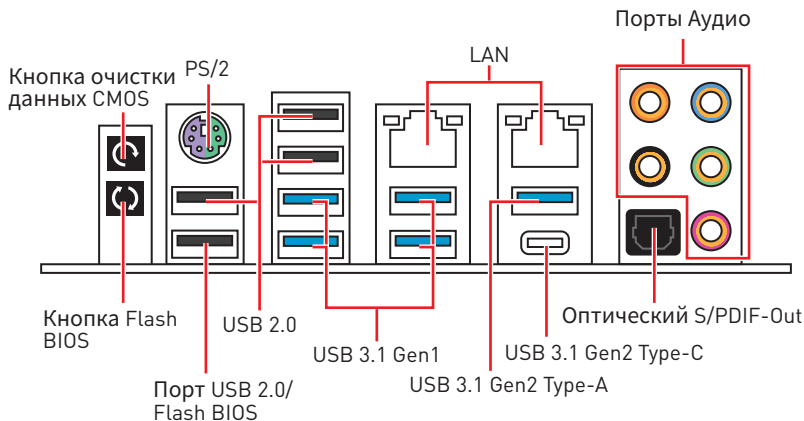 Порты Аудио
LAN
PS/2
Кнопка очистки
данных CMOS
Кнопка Flash
BIOS
USB 2.0
Оптический S/PDIF-Out
USB 3.1 Gen1
USB 3.1 Gen2 Type-C
USB 3.1 Gen2 Type-A
Порт USB 2.0/
Flash BIOS